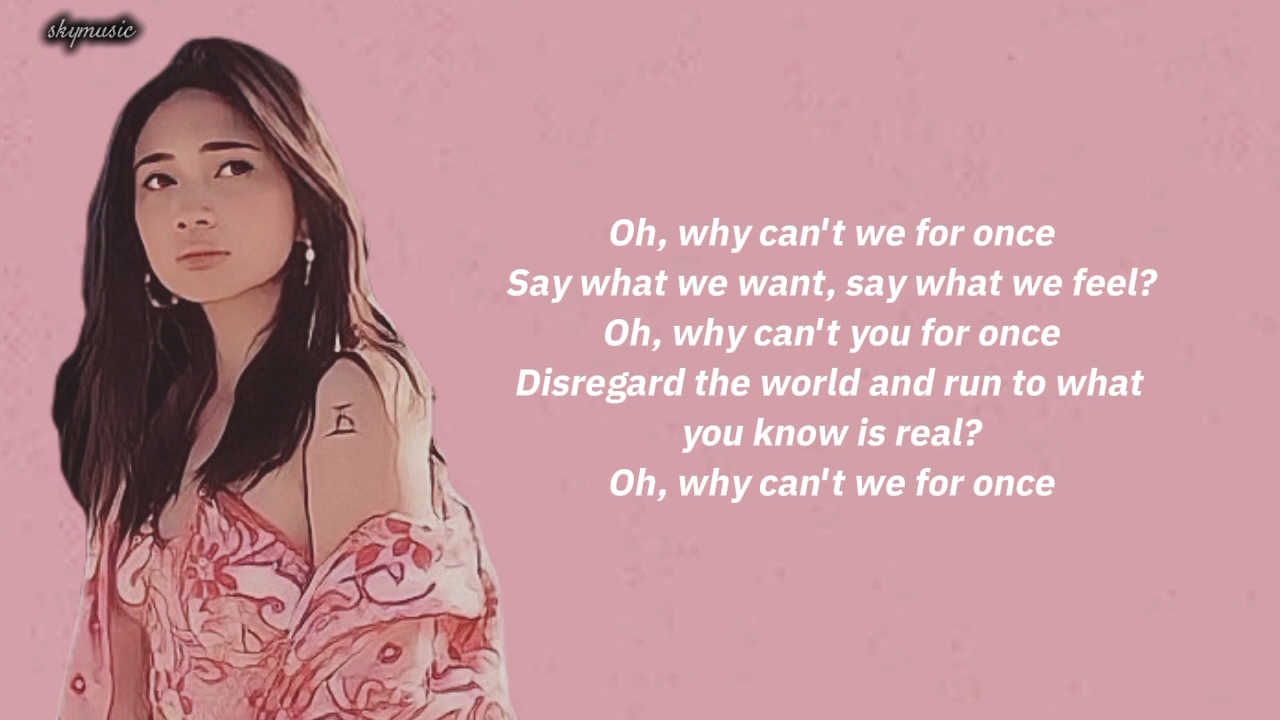 skymusic
Oh, why can't we for once
Say what we want, say what we feel?
Oh, why can't you for once
Disregard the world and run to what
you know is real?
Oh, why can't we for once